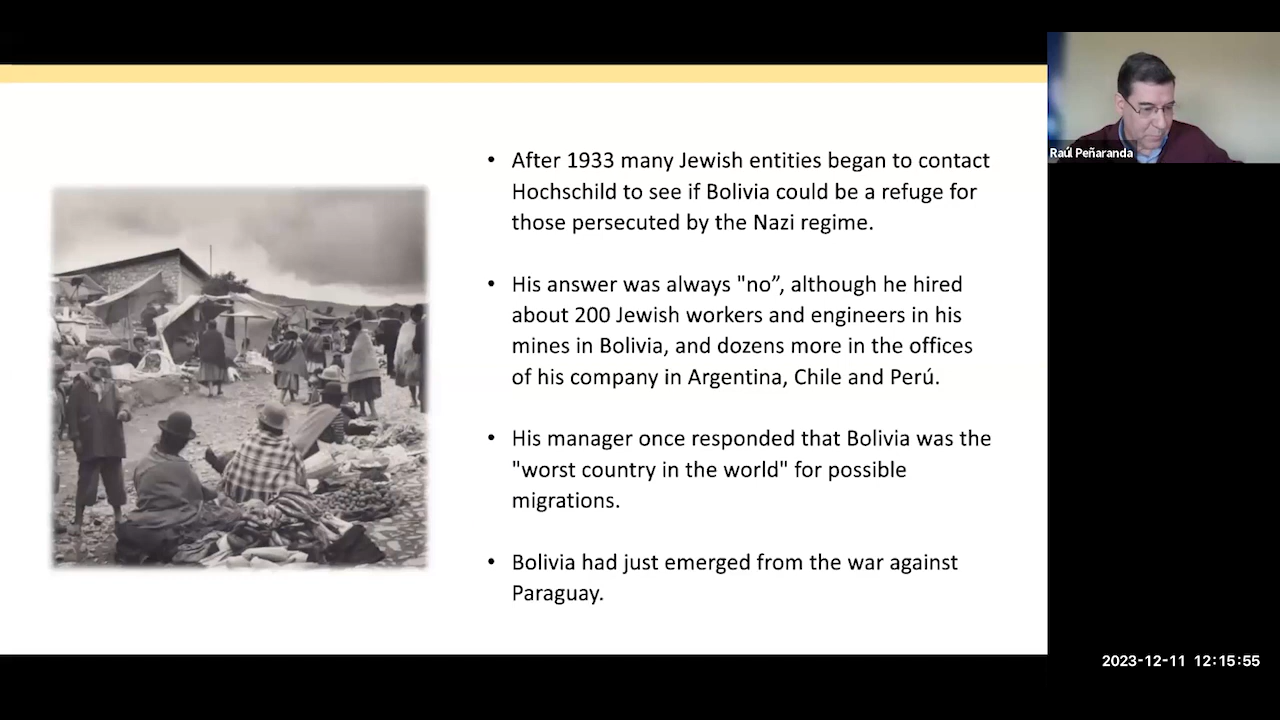 • After 1933 many Jewish entities began to contact
Hochschild to see if Bolivia could be a refuge for
those persecuted by the Nazi regime.
• His answer was always "no”, although he hired
about 200 Jewish workers and engineers in his
mines in Bolivia, and dozens more in the offices
of his company in Argentina, Chile and Perú.
• His manager once responded that Bolivia was the
"worst country in the world" for possible
migrations.
• Bolivia had just emerged from the war against
Paraguay.
Raúl Peñaranda
2023-12-11 12:15:55